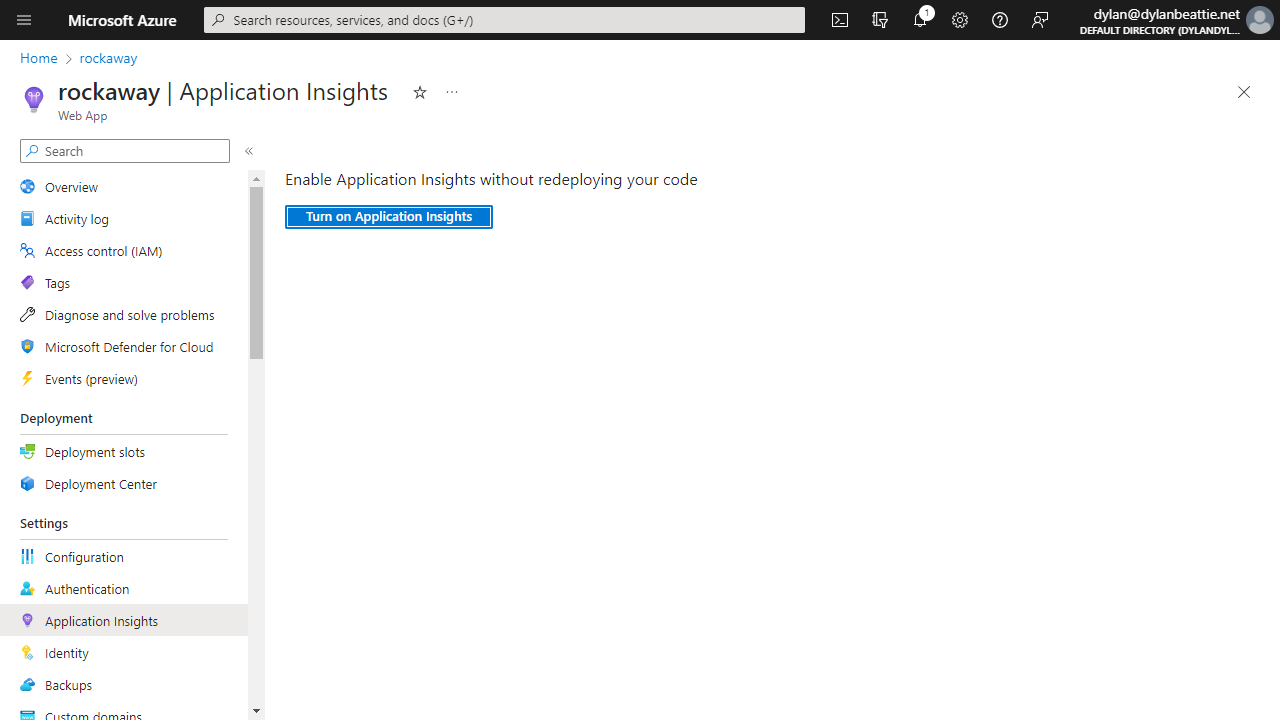 Microsoft Azure
Search resources, services, and docs (G+/)
1
dylan@dylanbeattie.net
DEFAULT DIRECTORY (DYLANDYL...
Home > rockaway
rockaway | Application Insights
Web App
Search
Overview
Activity log
Access control (IAM)
Tags
Diagnose and solve problems
Microsoft Defender for Cloud
Events (preview)
Deployment
Deployment slots
Deployment Center
Settings
Configuration
Authentication
Application Insights
Identity
Backups
Custom domains
Enable Application Insights without redeploying your code
Turn on Application Insights